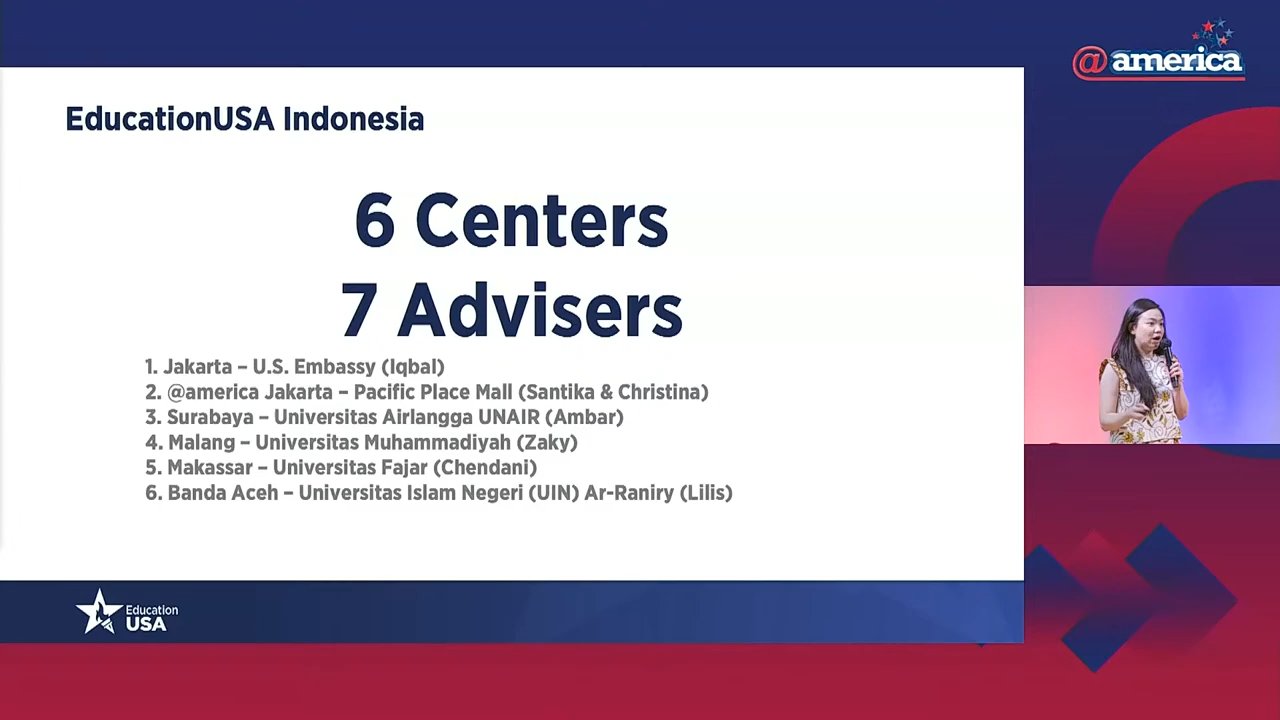 @america
EducationUSA Indonesia
6 Centers
7 Advisers
1. Jakarta – U.S. Embassy (Iqbal)
2. @america Jakarta – Pacific Place Mall (Santika & Christina)
3. Surabaya – Universitas Airlangga UNAIR (Ambar)
4. Malang – Universitas Muhammadiyah (Zaky)
5. Makassar – Universitas Fajar (Chendani)
6. Banda Aceh – Universitas Islam Negeri (UIN) Ar-Raniry (Lilis)
Education
USA